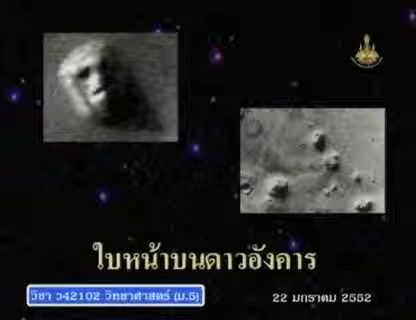 ใบหน้าบนดาวอังคาร
วิชา ว42102 วิทยาศาสตร์ (ม.5)
22 มกราคม 2552